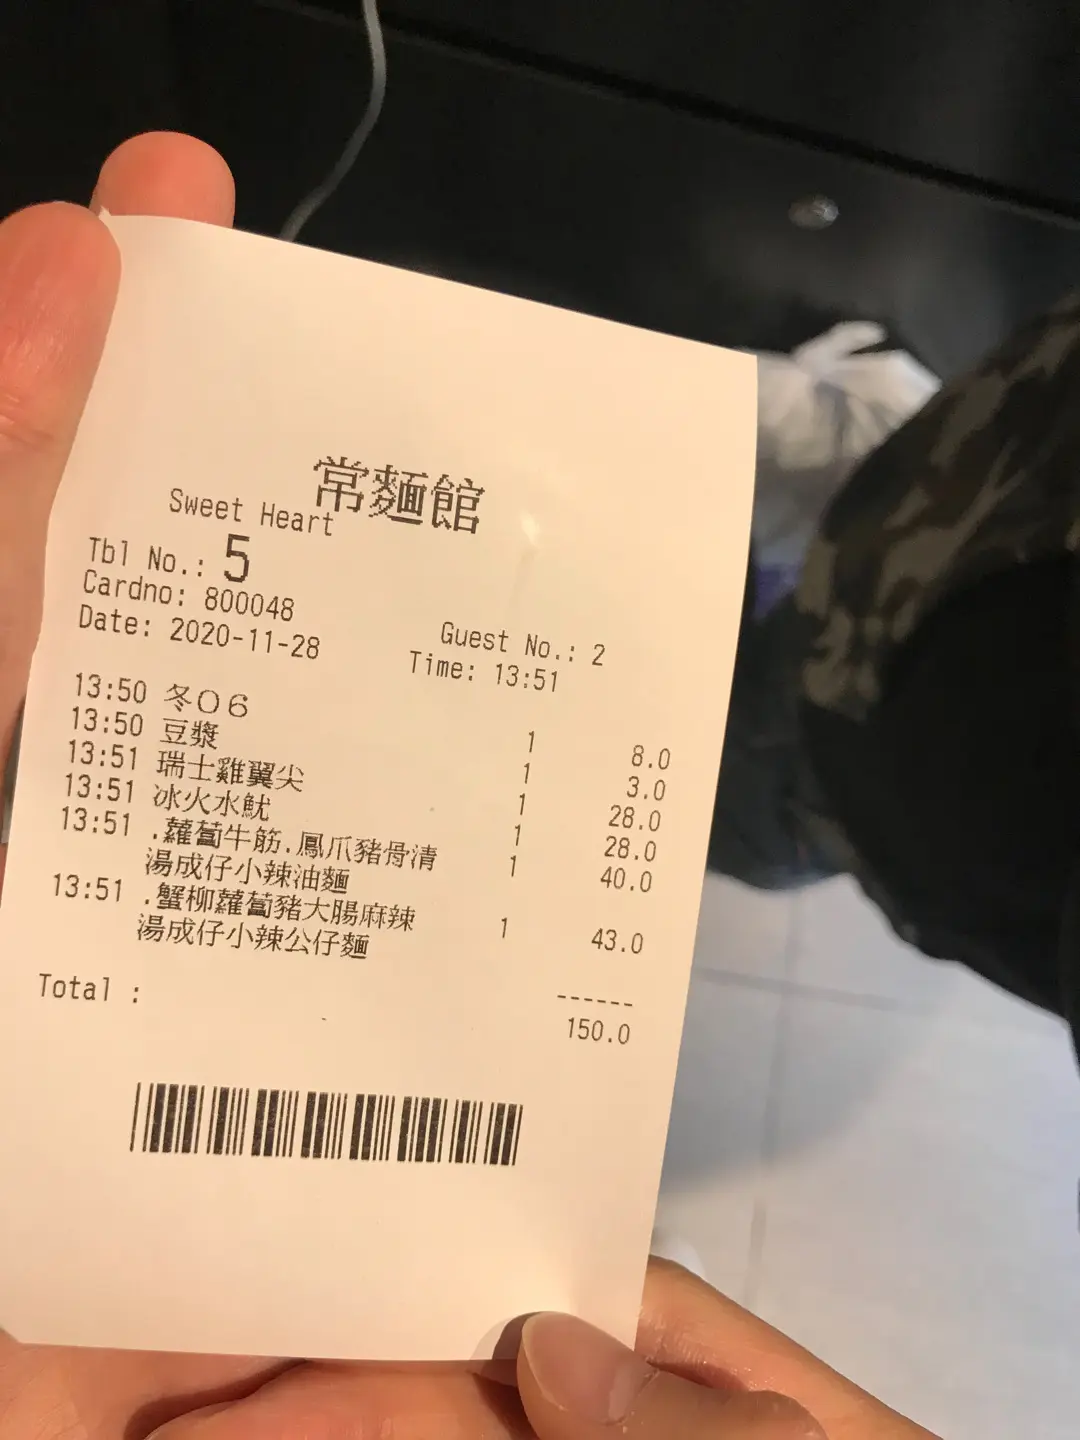 常麵館
Sweet Heart
Tbl No.: 5
Cardno: 800048 Guest No.: 2
Date: 2020-11-28 Time: 13:51
13:50 冬06 1 8.0
13:50 豆漿 1 3.0
13:51 瑞士雞翼尖 1 28.0
13:51 冰火水魷 1 28.0
13:51 .蘿蔔牛筋.鳳爪豬骨清 1 40.0
湯成仔小辣油麵
13:51 .蟹柳蘿蔔豬大腸麻辣 1 43.0
湯成仔小辣公仔麵
------
Total : 150.0